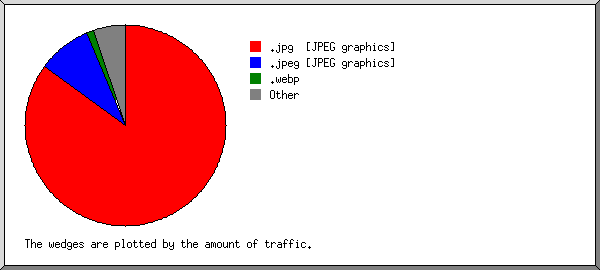 .jpg [JPEG graphics]
.jpeg [JPEG graphics]
.webp
Other
The wedges are plotted by the amount of traffic.